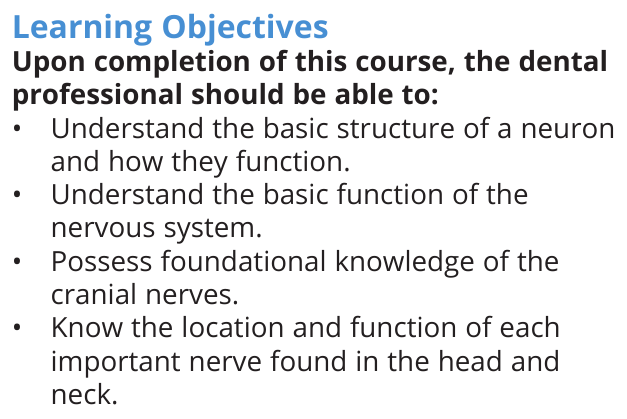 Learning Objectives
Upon completion of this course, the dental
professional should be able to:
• Understand the basic structure of a neuron
and how they function.
• Understand the basic function of the
nervous system.
• Possess foundational knowledge of the
cranial nerves.
• Know the location and function of each
important nerve found in the head and
neck.